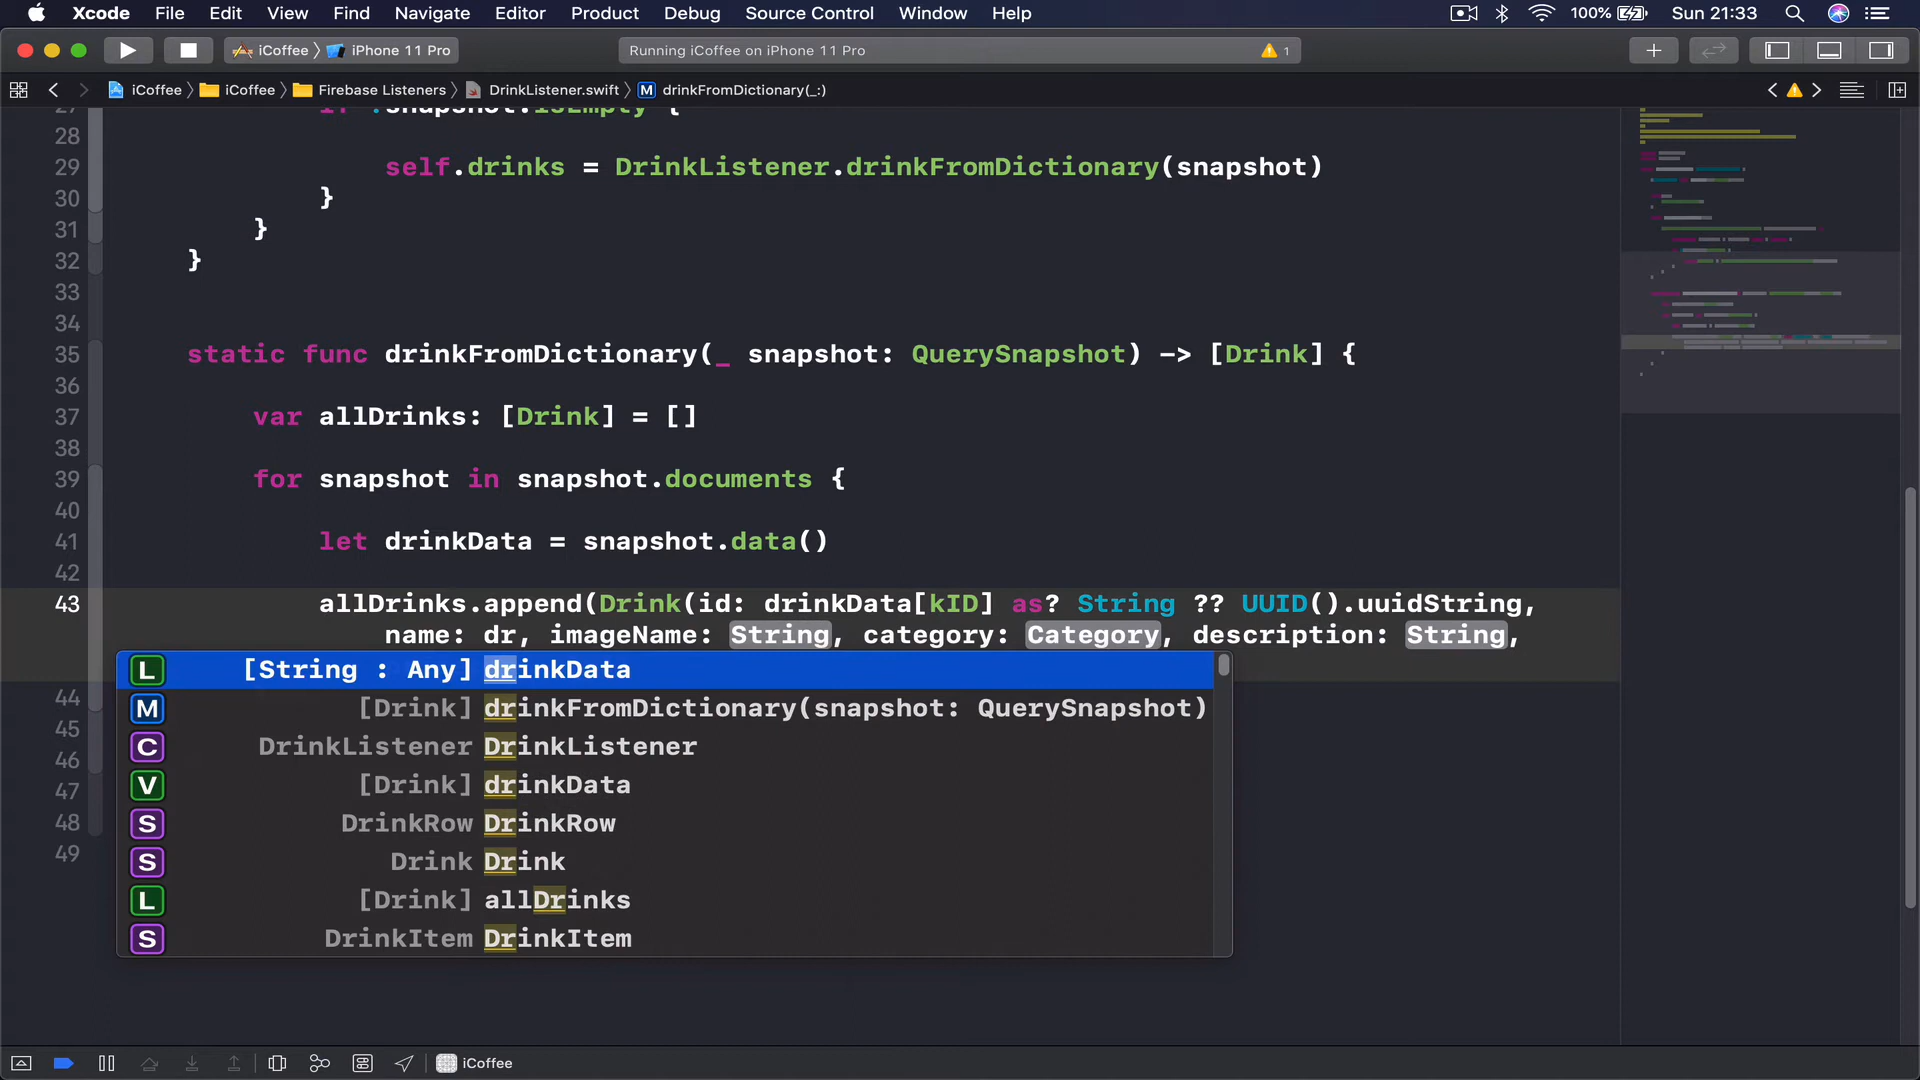 Xcode File Edit View Find Navigate Editor Product Debug Source Control Window Help 100% Sun 21:33
iCoffee iPhone 11 Pro Running iCoffee on iPhone 11 Pro 1
iCoffee iCoffee Firebase Listeners DrinkListener.swift M drinkFromDictionary(_:)
27 if !snapshot.isEmpty {
28
29 self.drinks = DrinkListener.drinkFromDictionary(snapshot)
30 }
31 }
32 }
33
34
35 static func drinkFromDictionary(_ snapshot: QuerySnapshot) -> [Drink] {
36
37 var allDrinks: [Drink] = []
38
39 for snapshot in snapshot.documents {
40
41 let drinkData = snapshot.data()
42
43 allDrinks.append(Drink(id: drinkData[kID] as? String ?? UUID().uuidString,
name: dr, imageName: String, category: Category, description: String,
L [String : Any] drinkData
44 M [Drink] drinkFromDictionary(snapshot: QuerySnapshot)
45
46 C DrinkListener DrinkListener
47 V [Drink] drinkData
48 S DrinkRow DrinkRow
49 S Drink Drink
L [Drink] allDrinks
S DrinkItem DrinkItem
iCoffee